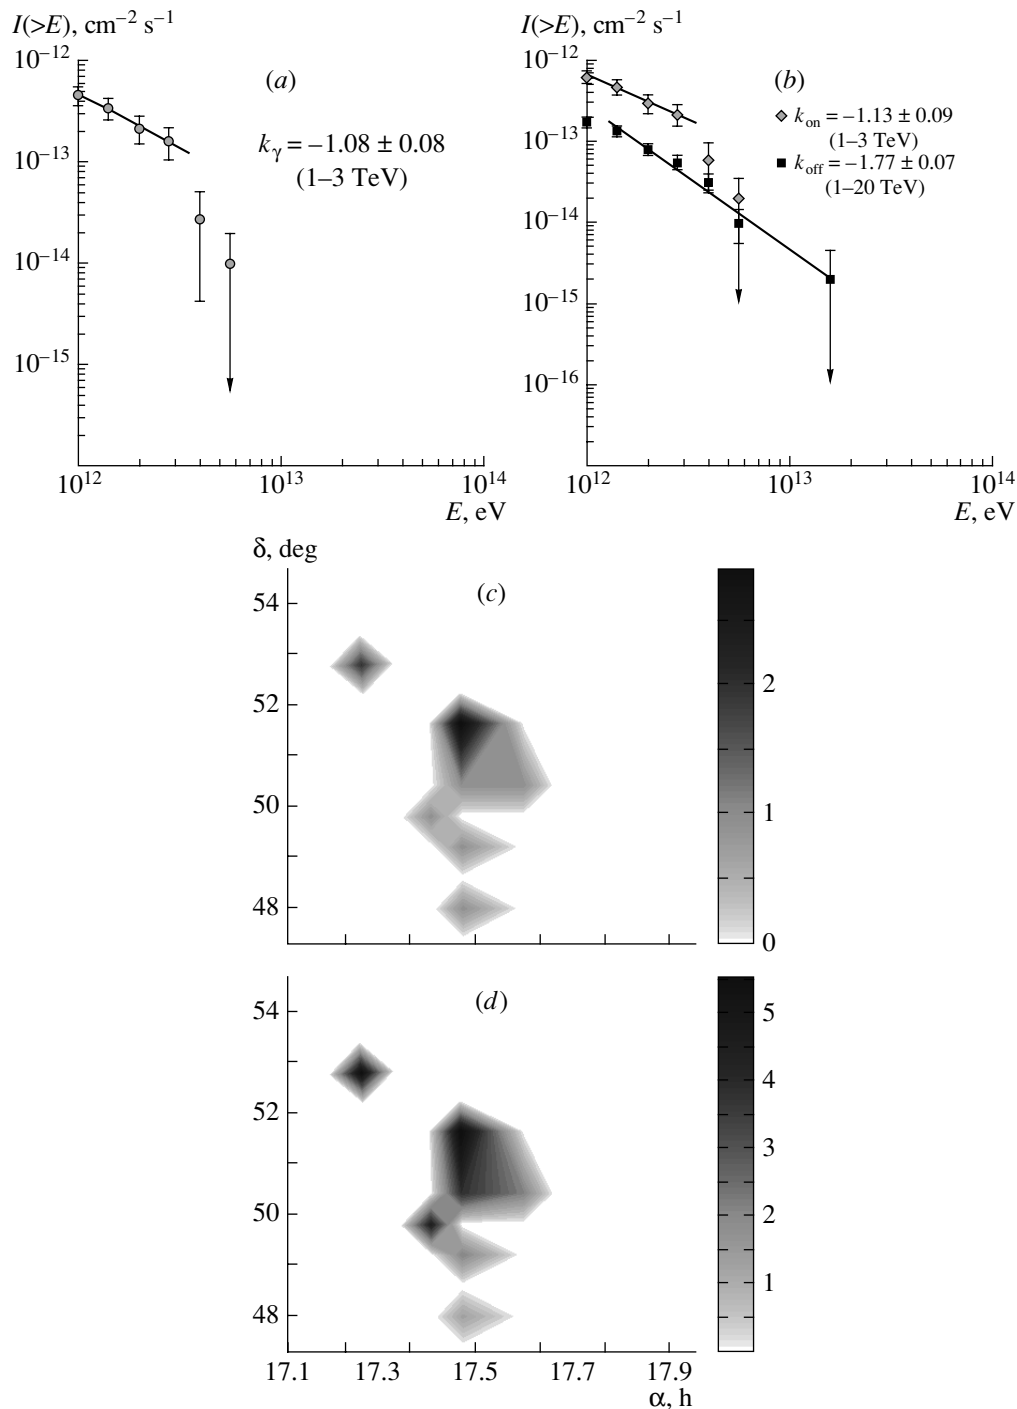 I(>E), cm⁻² s⁻¹
10⁻¹²
10⁻¹³
10⁻¹⁴
10⁻¹⁵
(a)
kγ = −1.08 ± 0.08
(1–3 TeV)
10¹² 10¹³ 10¹⁴
E, eV
I(>E), cm⁻² s⁻¹
10⁻¹²
10⁻¹³
10⁻¹⁴
10⁻¹⁵
10⁻¹⁶
(b)
k_on = −1.13 ± 0.09
(1–3 TeV)
k_off = −1.77 ± 0.07
(1–20 TeV)
10¹² 10¹³ 10¹⁴
E, eV
δ, deg
(c)
54
52
50
48
2
1
0
(d)
54
52
50
48
5
4
3
2
1
17.1 17.3 17.5 17.7 17.9
α, h